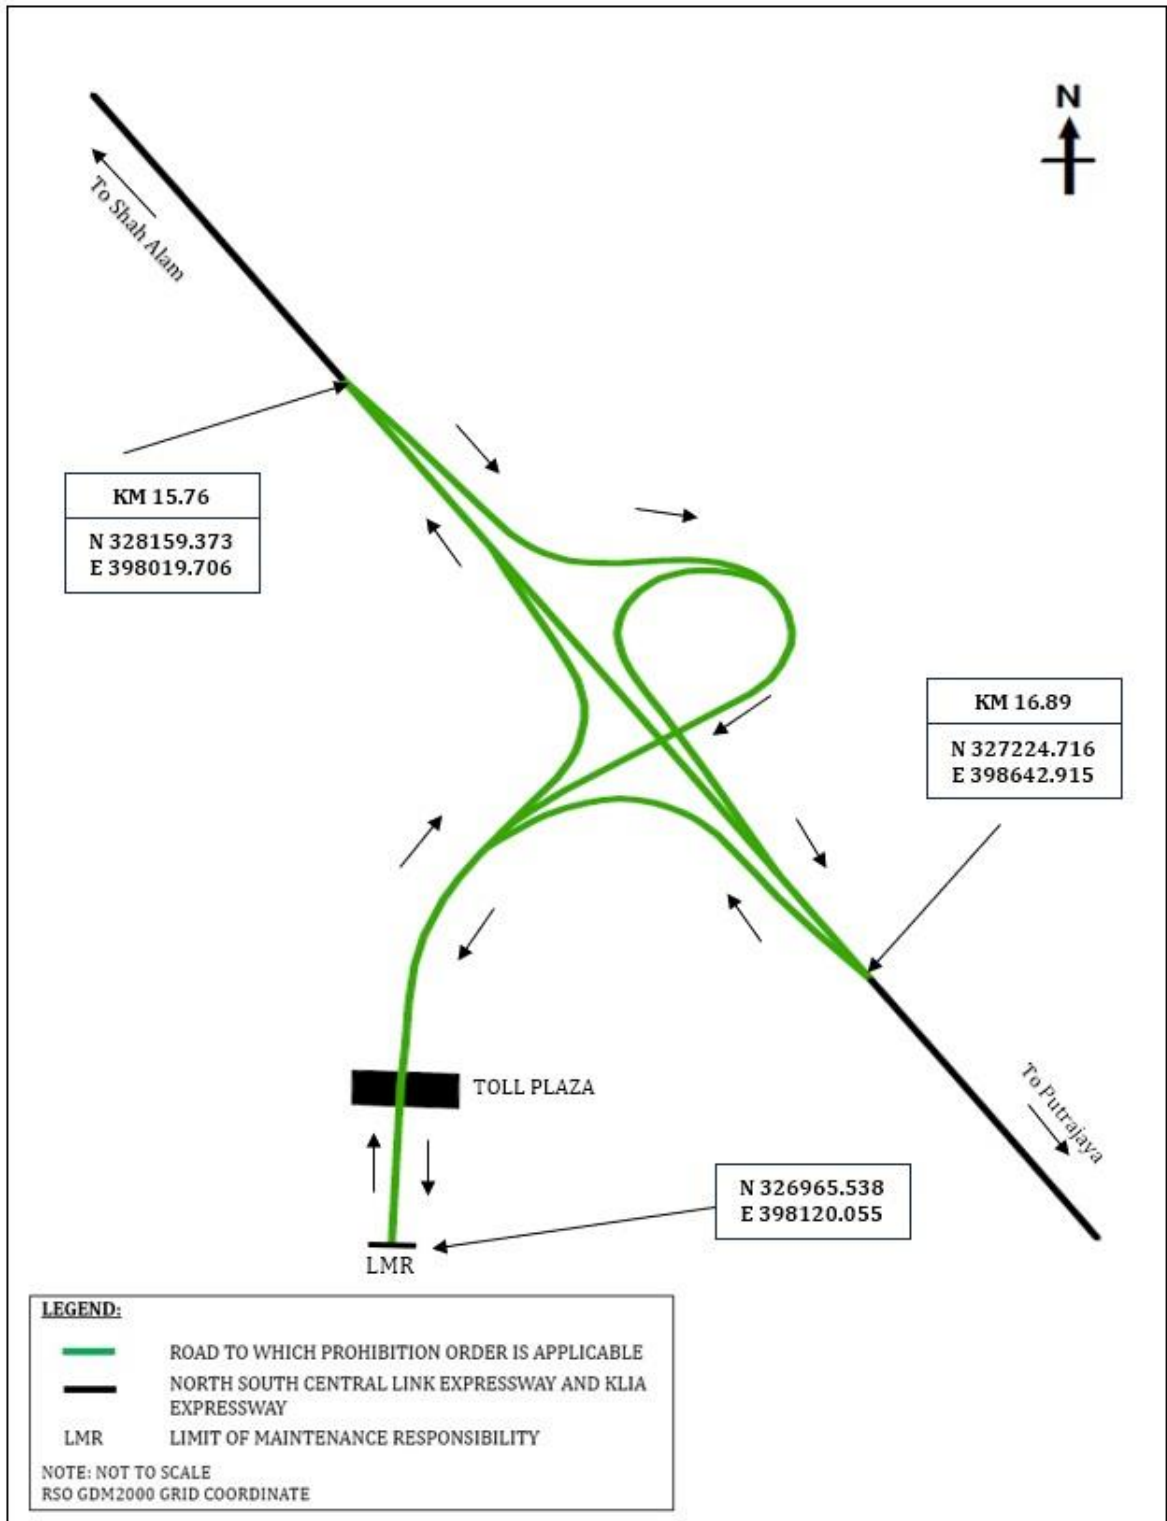 N
To Shah Alam
KM 15.76
N 328159.373
E 398019.706
KM 16.89
N 327224.716
E 398642.915
TOLL PLAZA
To Putrajaya
N 326965.538
E 398120.055
LMR
LEGEND:
ROAD TO WHICH PROHIBITION ORDER IS APPLICABLE
NORTH SOUTH CENTRAL LINK EXPRESSWAY AND KLIA
EXPRESSWAY
LMR LIMIT OF MAINTENANCE RESPONSIBILITY
NOTE: NOT TO SCALE
RSO GDM2000 GRID COORDINATE